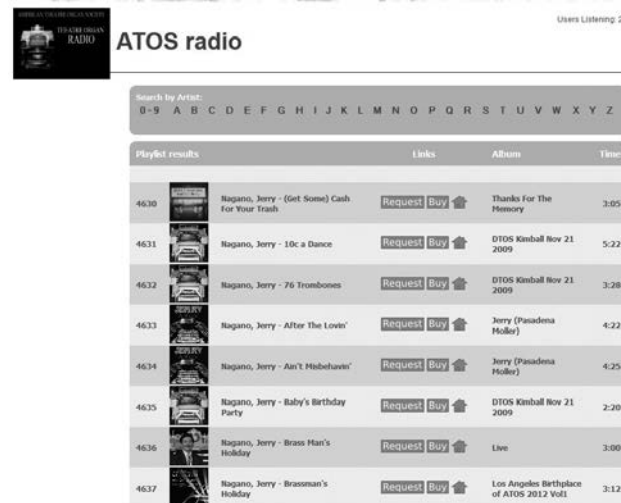 AMERICAN THEATRE ORGAN SOCIETY
THEATRE ORGAN
RADIO
ATOS radio
Users Listening: 2
Search by Artist:
0-9 A B C D E F G H I J K L M N O P Q R S T U V W X Y Z
Playlist results Links Album Time
4630 Nagano, Jerry - (Get Some) Cash For Your Trash Request Buy Thanks For The Memory 3:05
4631 Nagano, Jerry - 10c a Dance Request Buy DTOS Kimball Nov 21 2009 5:22
4632 Nagano, Jerry - 76 Trombones Request Buy DTOS Kimball Nov 21 2009 3:28
4633 Nagano, Jerry - After The Lovin' Request Buy Jerry (Pasadena Moller) 4:22
4634 Nagano, Jerry - Ain't Misbehavin' Request Buy Jerry (Pasadena Moller) 4:25
4635 Nagano, Jerry - Baby's Birthday Party Request Buy DTOS Kimball Nov 21 2009 2:20
4636 Nagano, Jerry - Brass Man's Holiday Request Buy Live 3:00
4637 Nagano, Jerry - Brassman's Holiday Request Buy Los Angeles Birthplace of ATOS 2012 Vol1 3:12